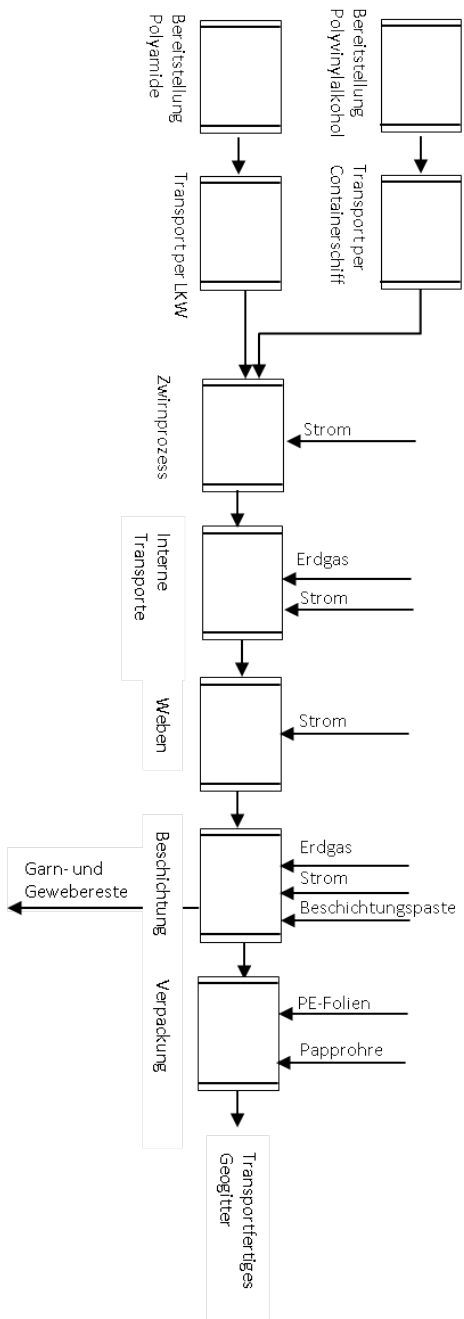 Bereitstellung
Polyamide
Bereitstellung
Polyvinylalkohol
Transport per LKW
Transport per
Containerschiff
Zwirnprozess
Strom
Interne
Transporte
Erdgas
Strom
Weben
Strom
Beschichtung
Erdgas
Strom
Beschichtungspaste
Garn- und
Gewebereste
Verpackung
PE-Folien
Papprohre
Transportfertiges
Geogitter